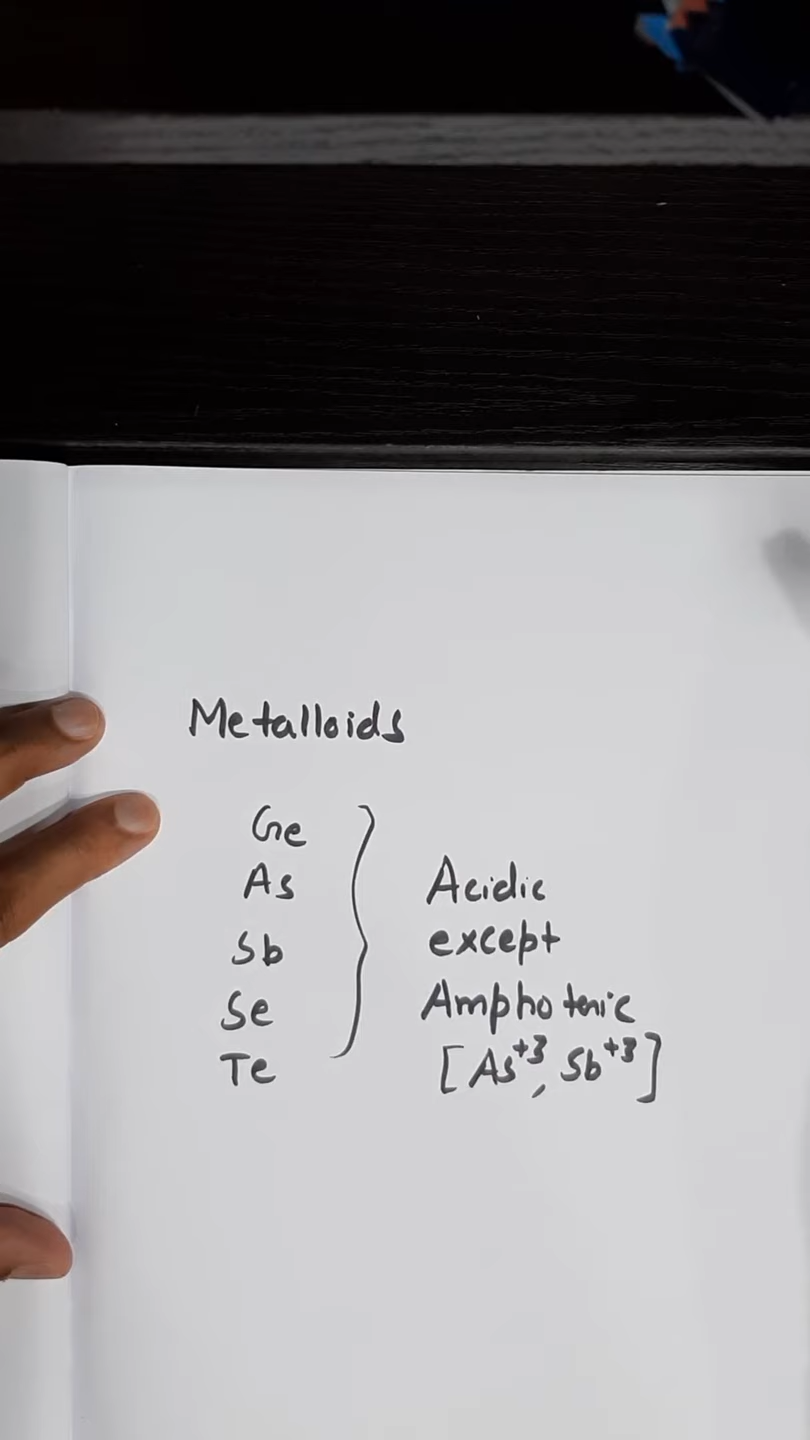 Metalloids
Ge
As
Sb
Se
Te
Acidic
except
Amphoteric
[As⁺³, Sb⁺³]